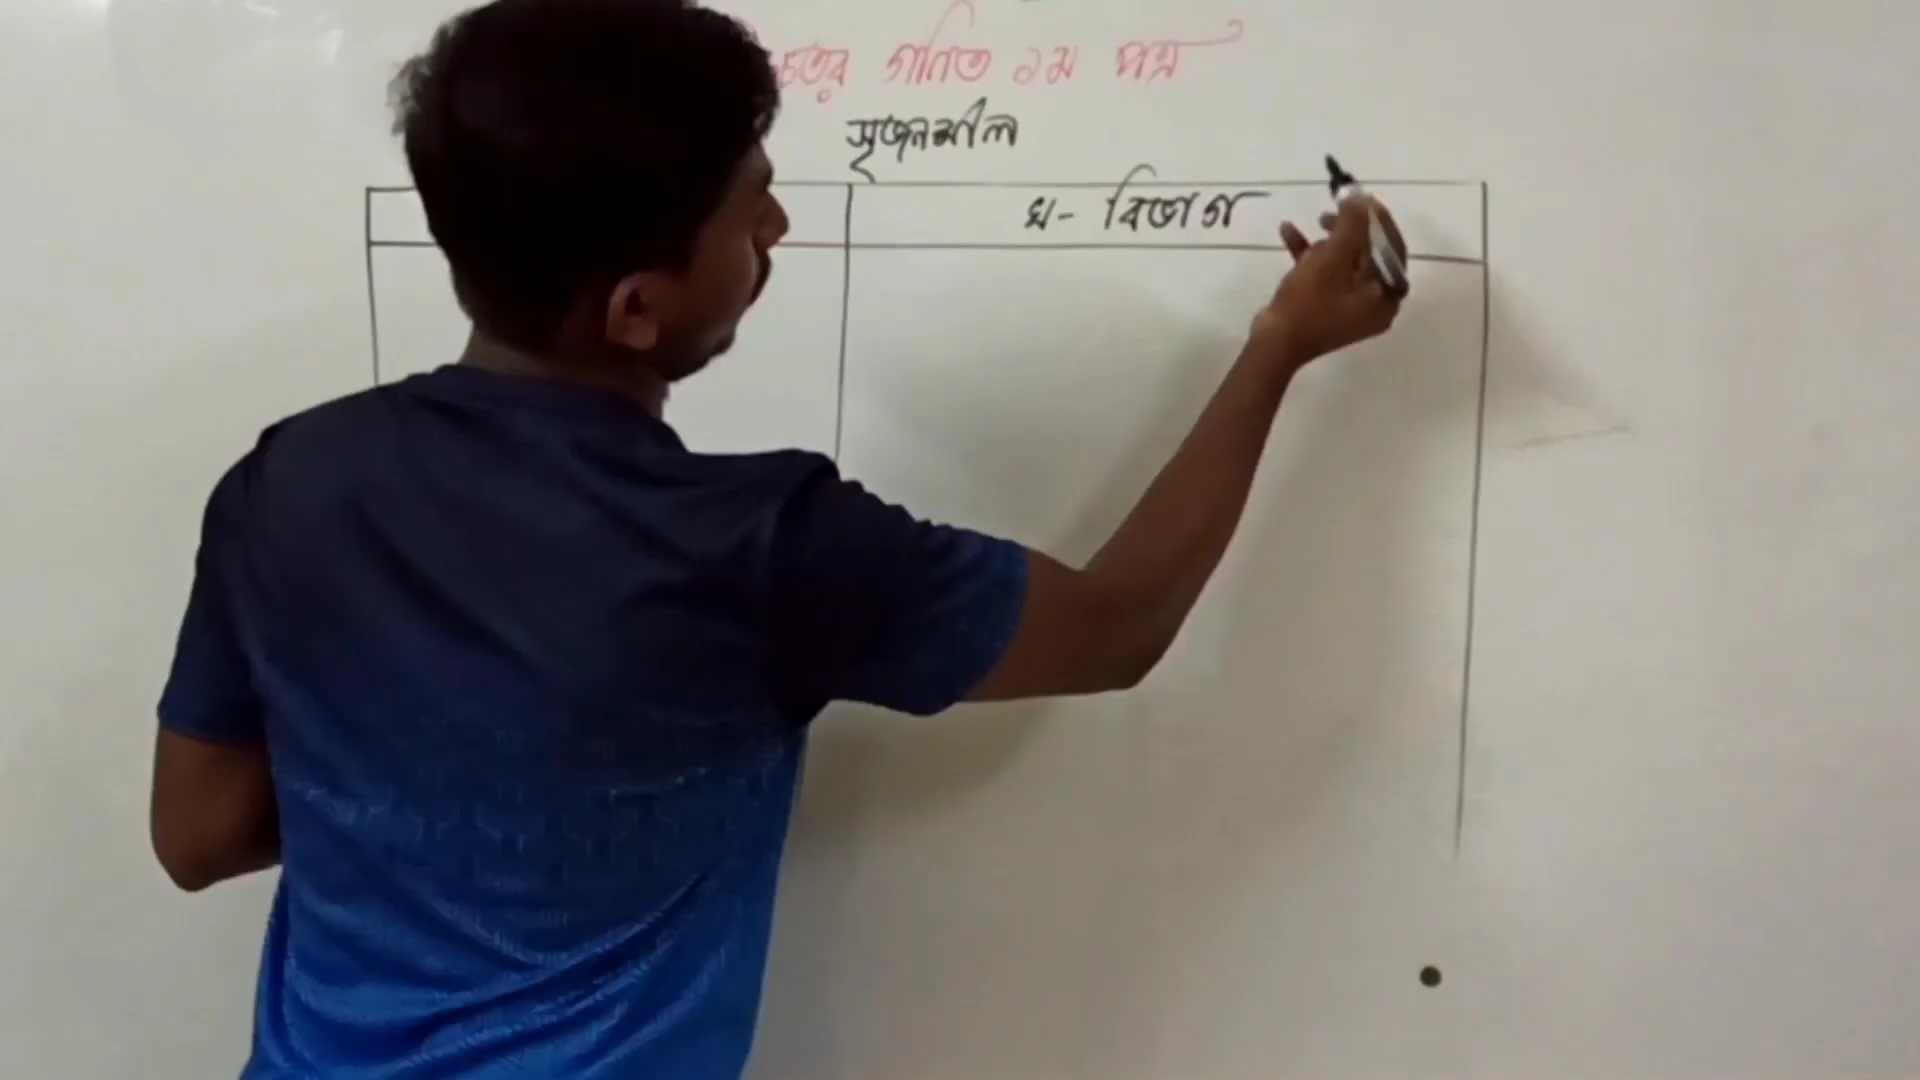 গণিত ১ম পত্র
সৃজনশীল
খ- বিভাগ